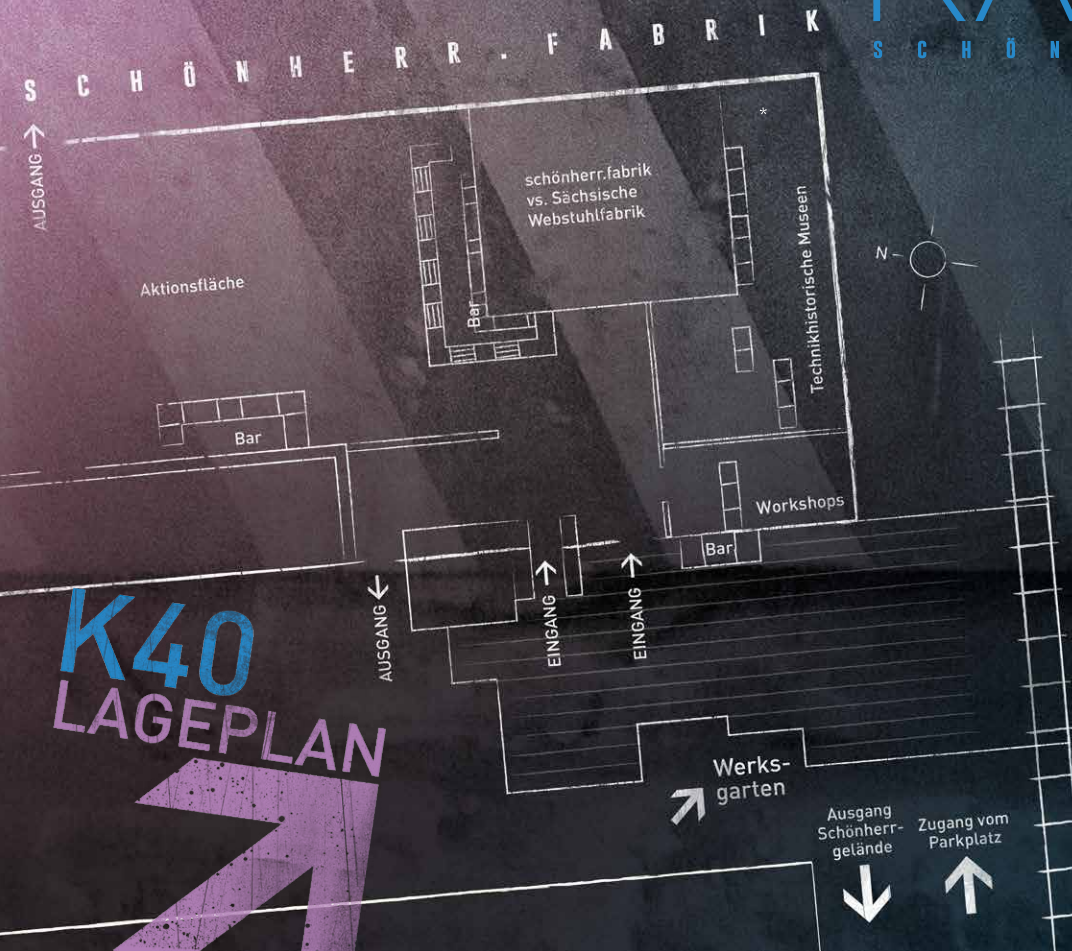 SCHÖNHERR.FABRIK
SCHÖN
AUSGANG
*
schönherr.fabrik
vs. Sächsische
Webstuhlfabrik
Technikhistorische Museen
N
Aktionsfläche
Bar
Bar
Workshops
Bar
AUSGANG
EINGANG
EINGANG
K40
LAGEPLAN
Werks-
garten
Ausgang
Schönherr-
gelände
Zugang vom
Parkplatz